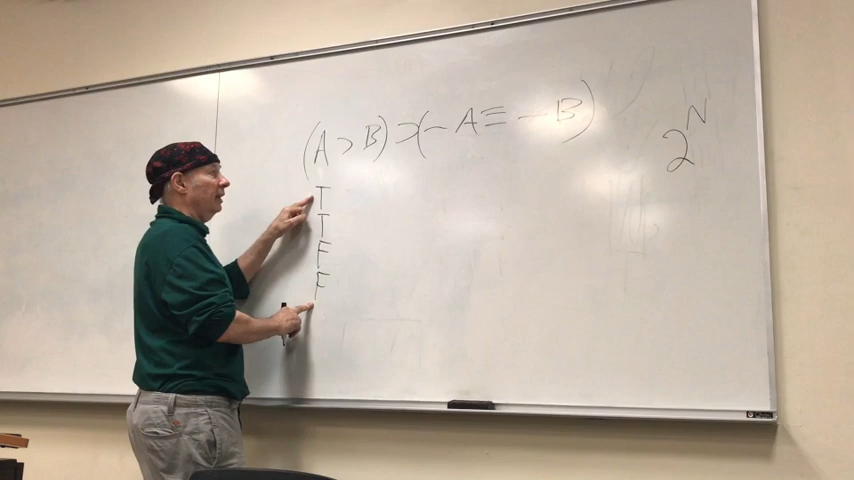 (A ⊃ B) ⊃ (- A ≡ - B)
2^N
T
T
F
F